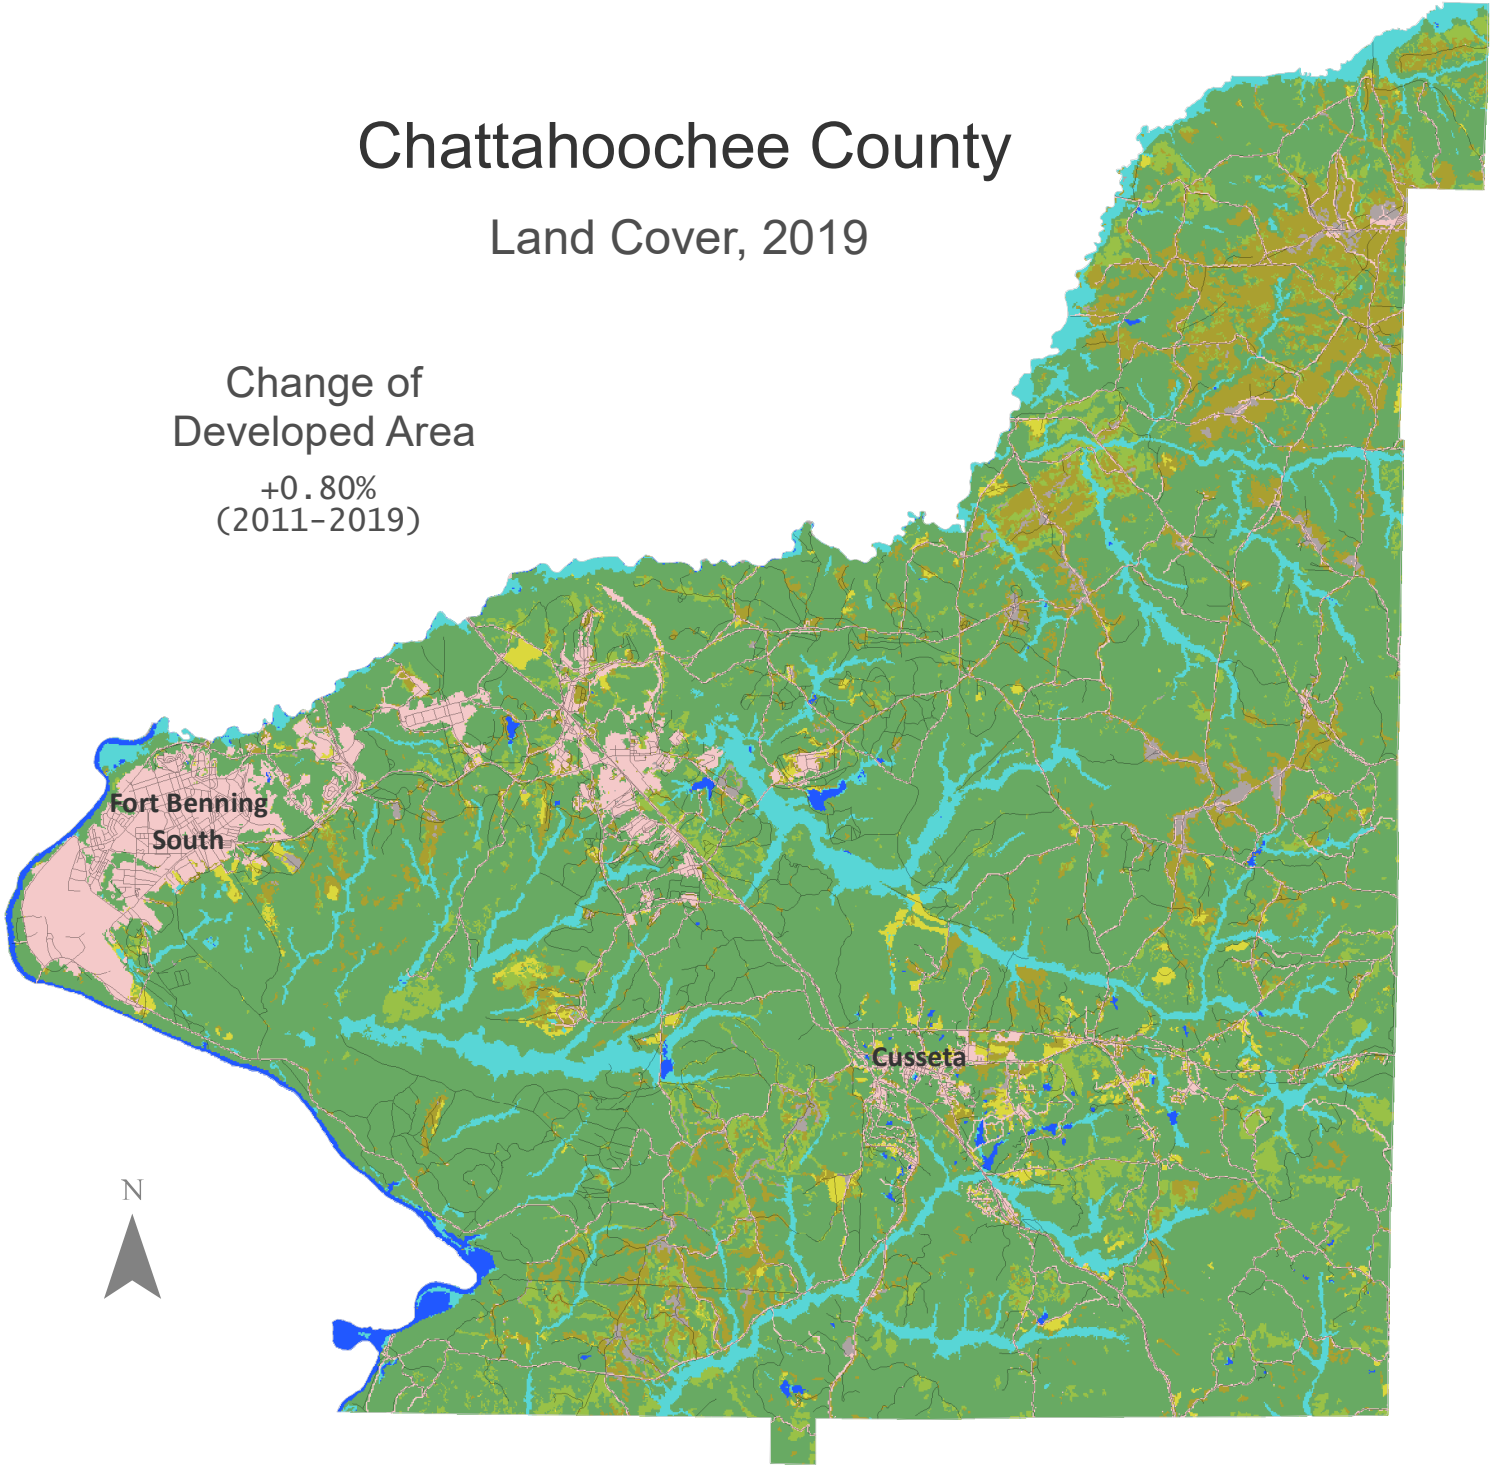 Chattahoochee County
Land Cover, 2019
Change of
Developed Area
+0.80%
(2011-2019)
Fort Benning
South
Cusseta
N